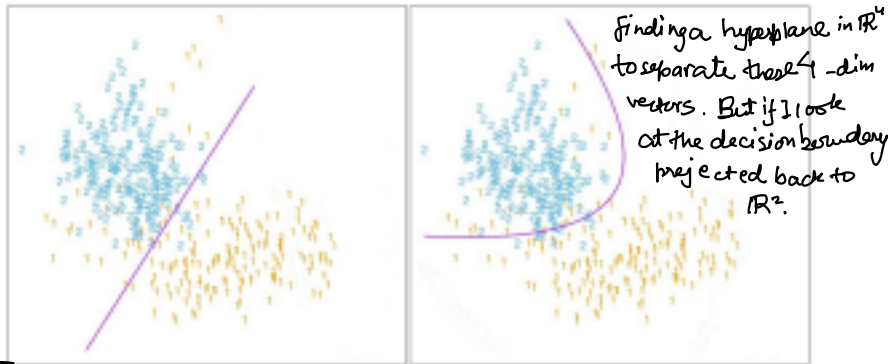 Finding a hyperplane in R⁴
to separate these 4-dim
vectors. But if I look
at the decision boundary
projected back to
R².